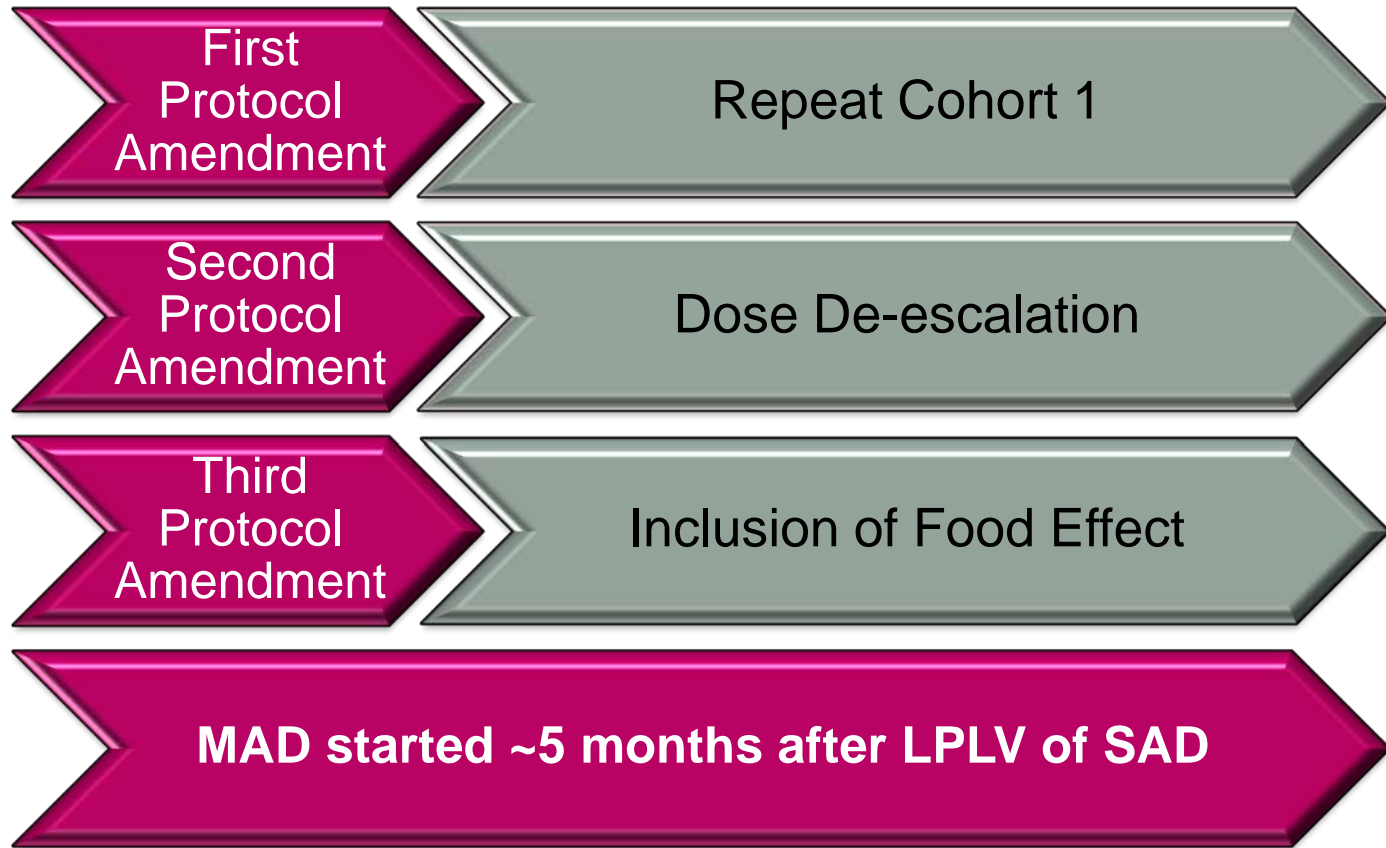 First
Protocol
Amendment
Repeat Cohort 1
Second
Protocol
Amendment
Dose De-escalation
Third
Protocol
Amendment
Inclusion of Food Effect
MAD started ~5 months after LPLV of SAD